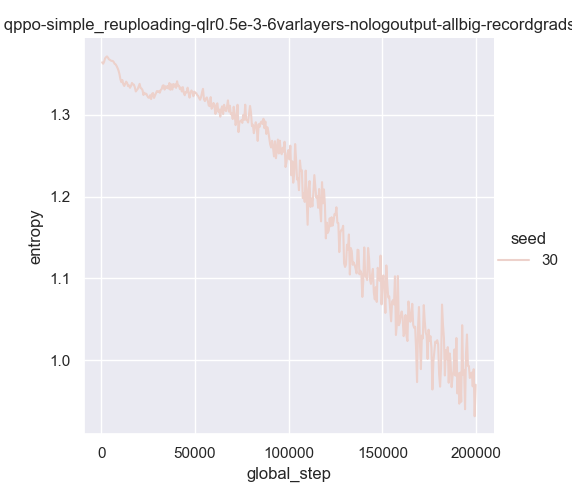 qppo-simple_reuploading-qlr0.5e-3-6varlayers-nologoutput-allbig-recordgrads
1.3
1.2
1.1
1.0
entropy
0
50000
100000
150000
200000
global_step
seed
30